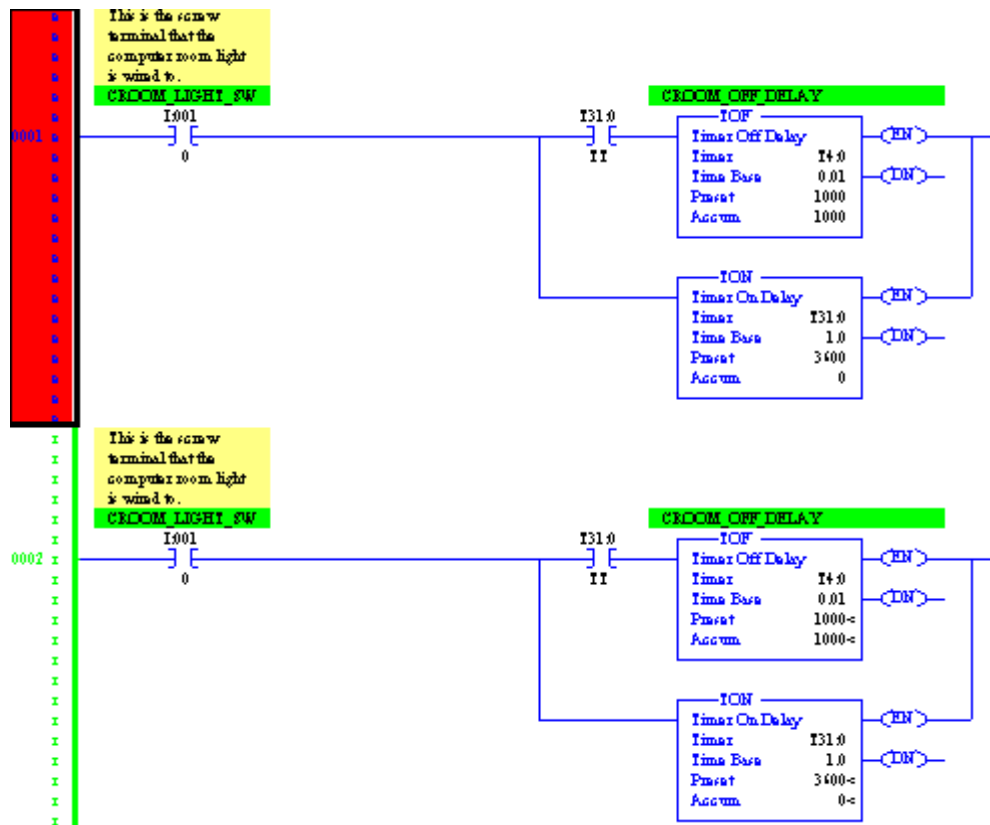 This is the screw
terminal that the
computer room light
is wired to.
CROOM_LIGHT_SW
CROOM_OFF_DELAY
I:001
T31:0
TOF
0001
EN
Timer Off Delay
0
TT
Timer T4:0
Time Base 0.01
DN
Preset 1000
Accum 1000
TON
Timer On Delay
EN
Timer T31:0
Time Base 1.0
DN
Preset 3600
Accum 0
This is the screw
terminal that the
computer room light
is wired to.
CROOM_LIGHT_SW
CROOM_OFF_DELAY
I:001
T31:0
TOF
0002
EN
Timer Off Delay
0
TT
Timer T4:0
Time Base 0.01
DN
Preset 1000<
Accum 1000<
TON
Timer On Delay
EN
Timer T31:0
Time Base 1.0
DN
Preset 3600<
Accum 0<